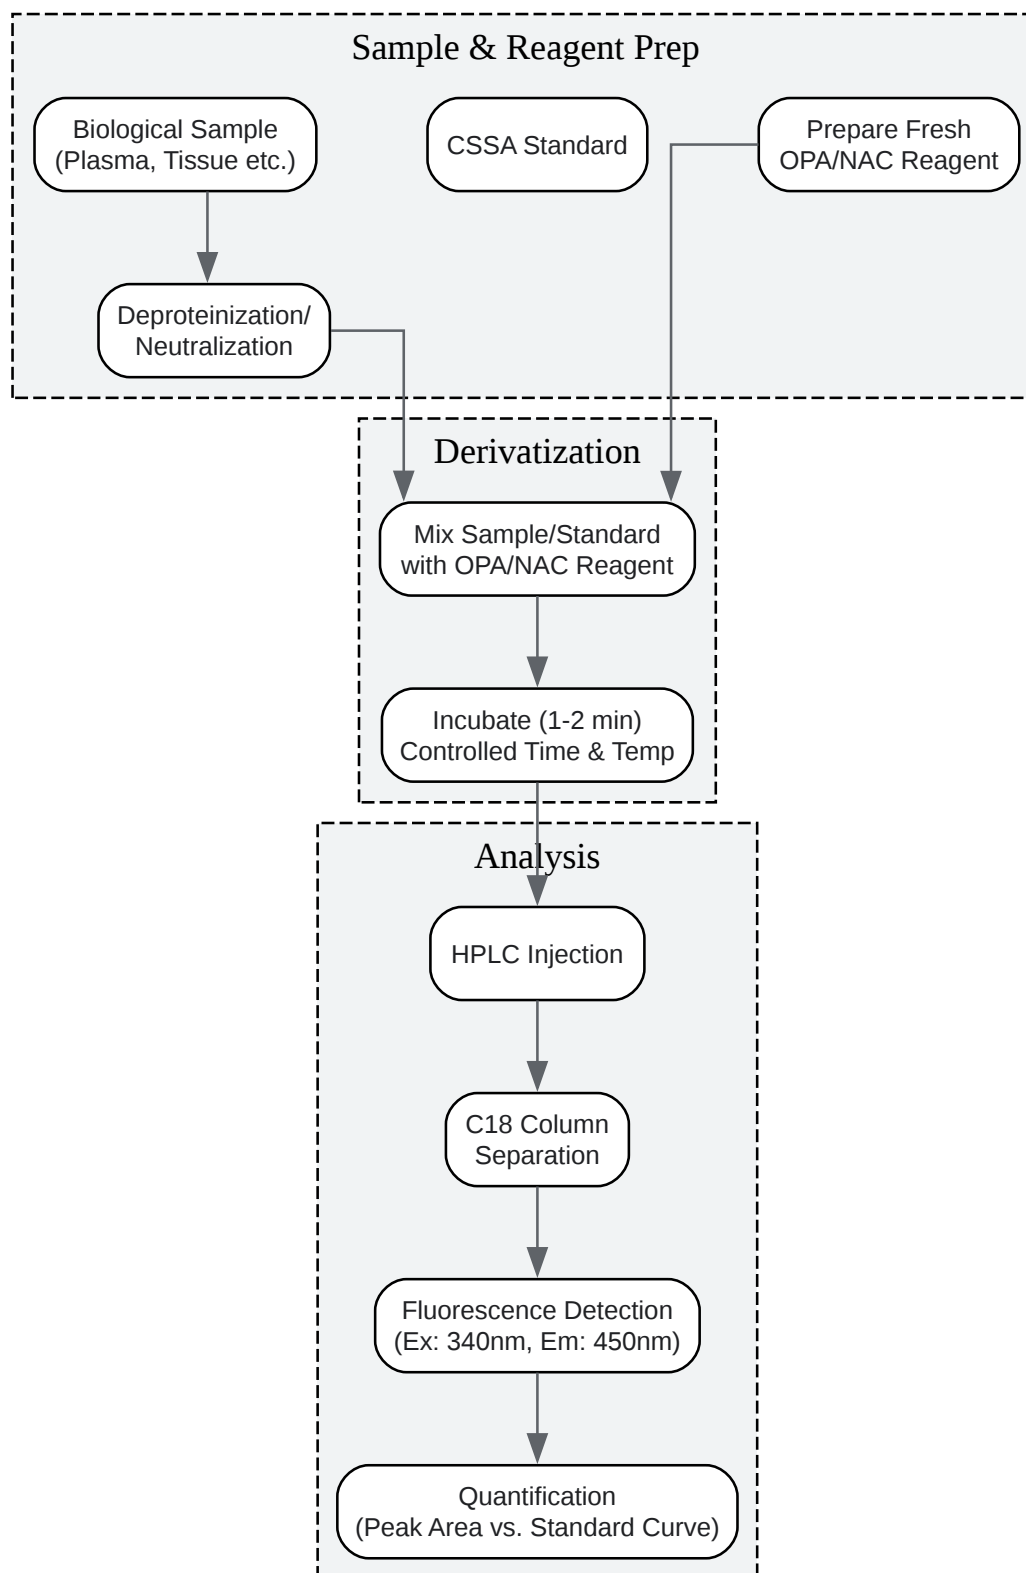 Sample & Reagent Prep
Biological Sample
(Plasma, Tissue etc.)
CSSA Standard
Prepare Fresh
OPA/NAC Reagent
Deproteinization/
Neutralization
Derivatization
Mix Sample/Standard
with OPA/NAC Reagent
Incubate (1-2 min)
Controlled Time & Temp
Analysis
HPLC Injection
C18 Column
Separation
Fluorescence Detection
(Ex: 340nm, Em: 450nm)
Quantification
(Peak Area vs. Standard Curve)